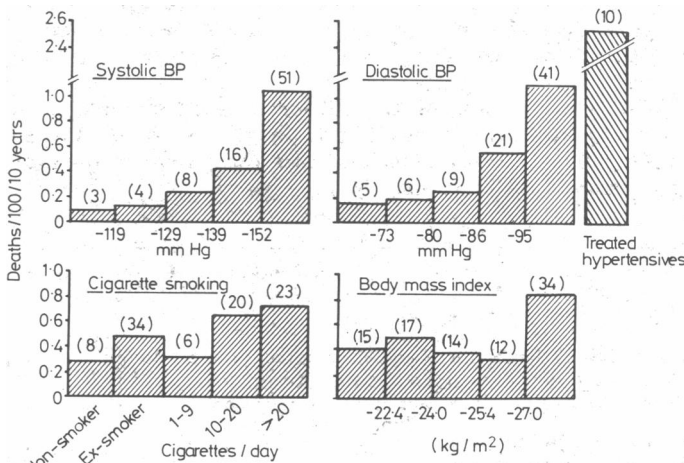 Deaths/100/10 years
2·6
2·4
1·0
0·8
0·6
0·4
0·2
0
Systolic BP
(3) (4) (8) (16) (51)
-119 -129 -139 -152
mm Hg
Diastolic BP
(5) (6) (9) (21) (41)
-73 -80 -86 -95
mm Hg
(10)
Treated
hypertensives
1·0
0·8
0·6
0·4
0·2
0
Cigarette smoking
(8) (34) (6) (20) (23)
Ex-smoker 1-9 10-20 >20
Cigarettes / day
Body mass index
(15) (17) (14) (12) (34)
-22·4 -24·0 -25·4 -27·0
(kg/m²)